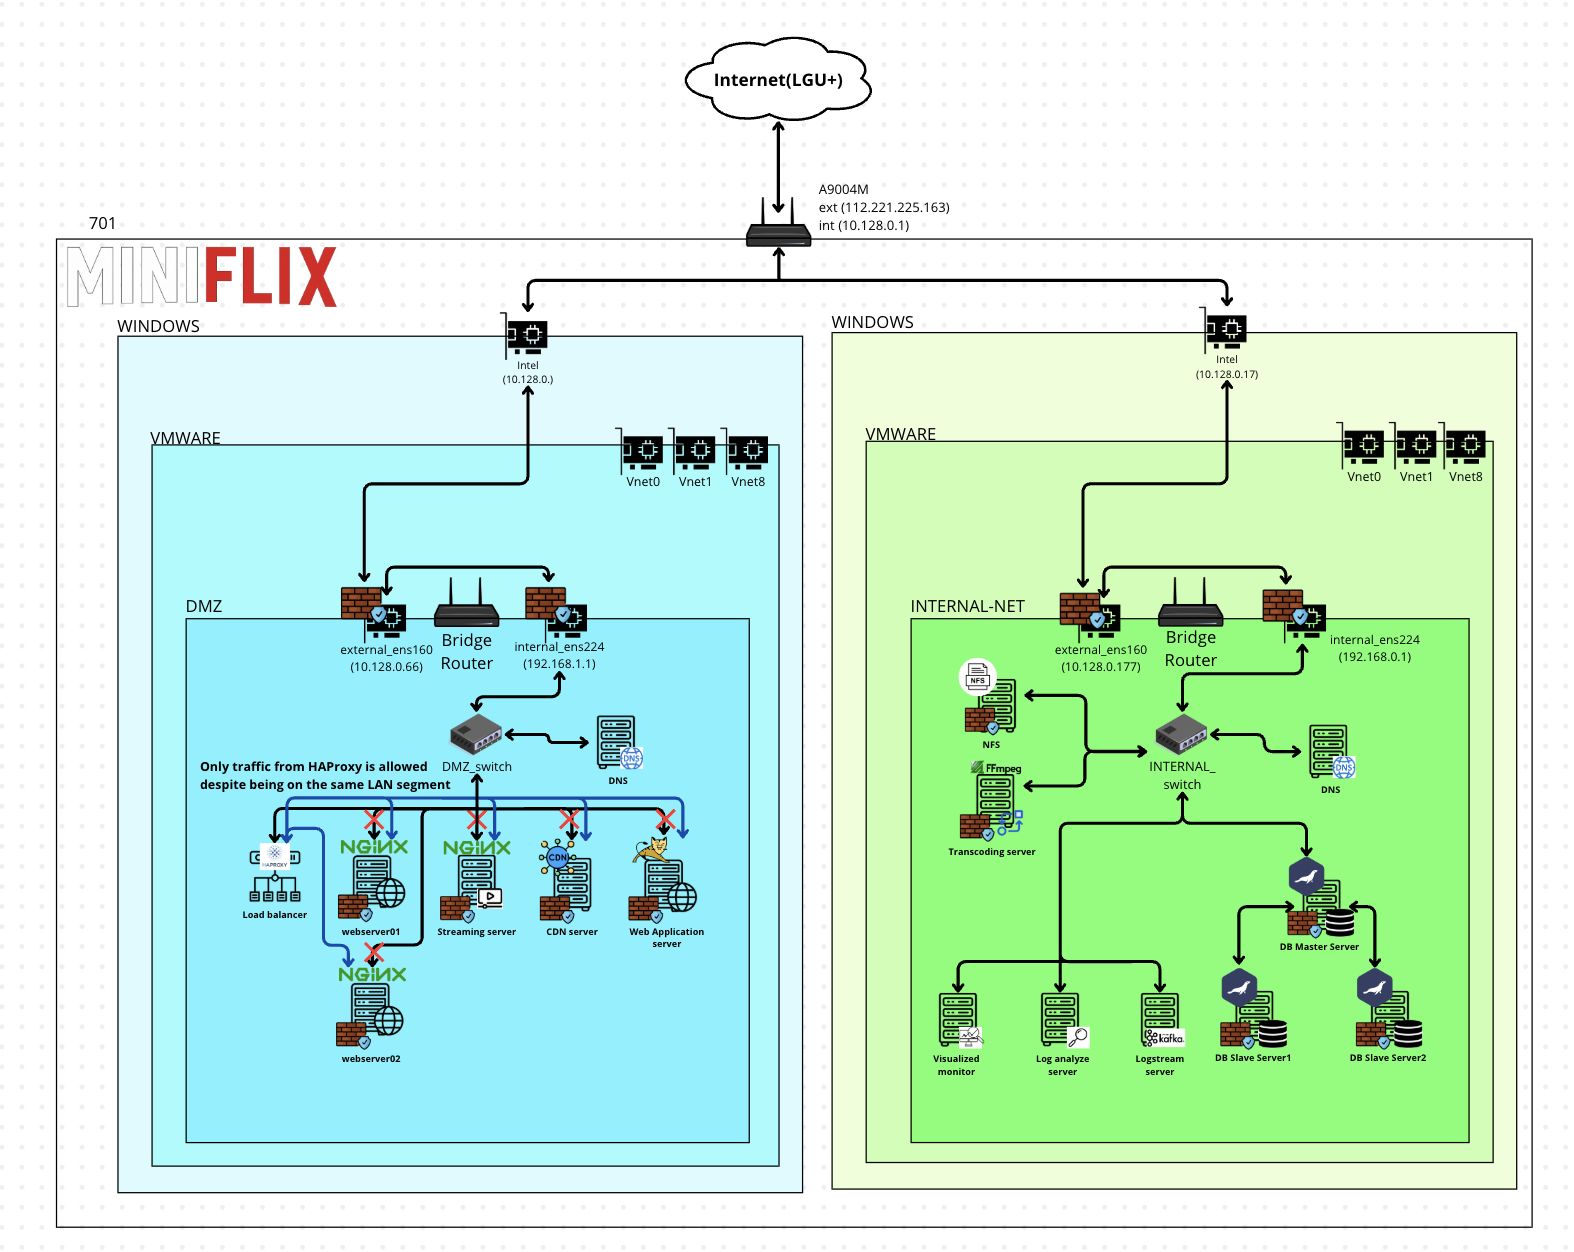 Internet(LGU+)
A9004M
ext (112.221.225.163)
int (10.128.0.1)
701
MINIFLIX
WINDOWS
Intel
(10.128.0.)
VMWARE
Vnet0
Vnet1
Vnet8
DMZ
external_ens160
(10.128.0.66)
Bridge
Router
internal_ens224
(192.168.1.1)
DMZ_switch
DNS
DNS
Only traffic from HAProxy is allowed
despite being on the same LAN segment
HAPROXY
Load balancer
NGINX
webserver01
NGINX
Streaming server
CDN
CDN server
Web Application
server
NGINX
webserver02
WINDOWS
Intel
(10.128.0.17)
VMWARE
Vnet0
Vnet1
Vnet8
INTERNAL-NET
external_ens160
(10.128.0.177)
Bridge
Router
internal_ens224
(192.168.0.1)
NFS
NFS
INTERNAL_
switch
DNS
DNS
FFmpeg
Transcoding server
DB Master Server
Visualized
monitor
Log analyze
server
kafka
Logstream
server
DB Slave Server1
DB Slave Server2